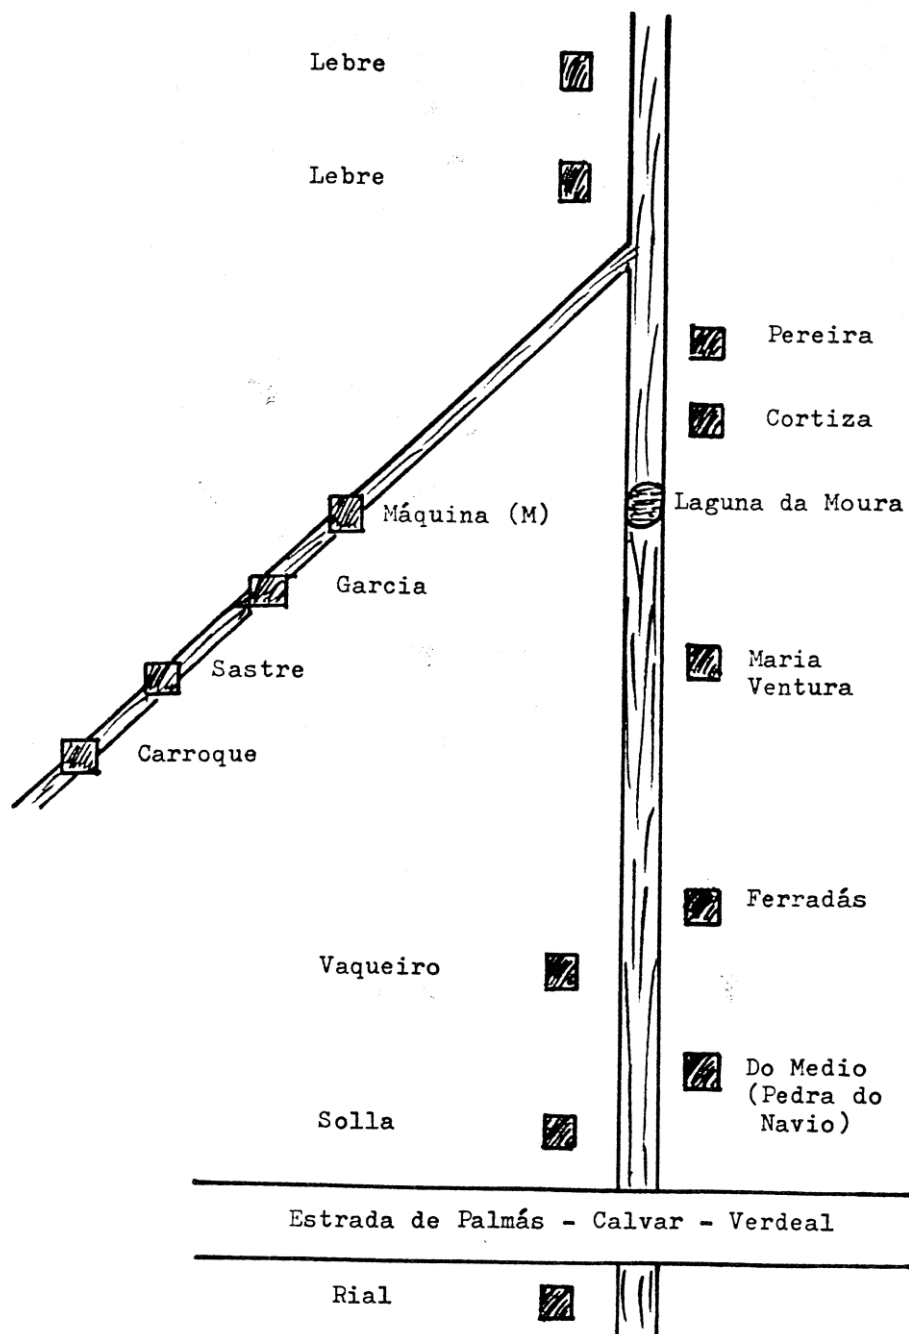 Lebre
Lebre
Pereira
Cortiza
Máquina (M)
Laguna da Moura
Garcia
Sastre
Maria
Ventura
Carroque
Ferradás
Vaqueiro
Do Medio
(Pedra do
Navio)
Solla
Estrada de Palmás - Calvar - Verdeal
Rial